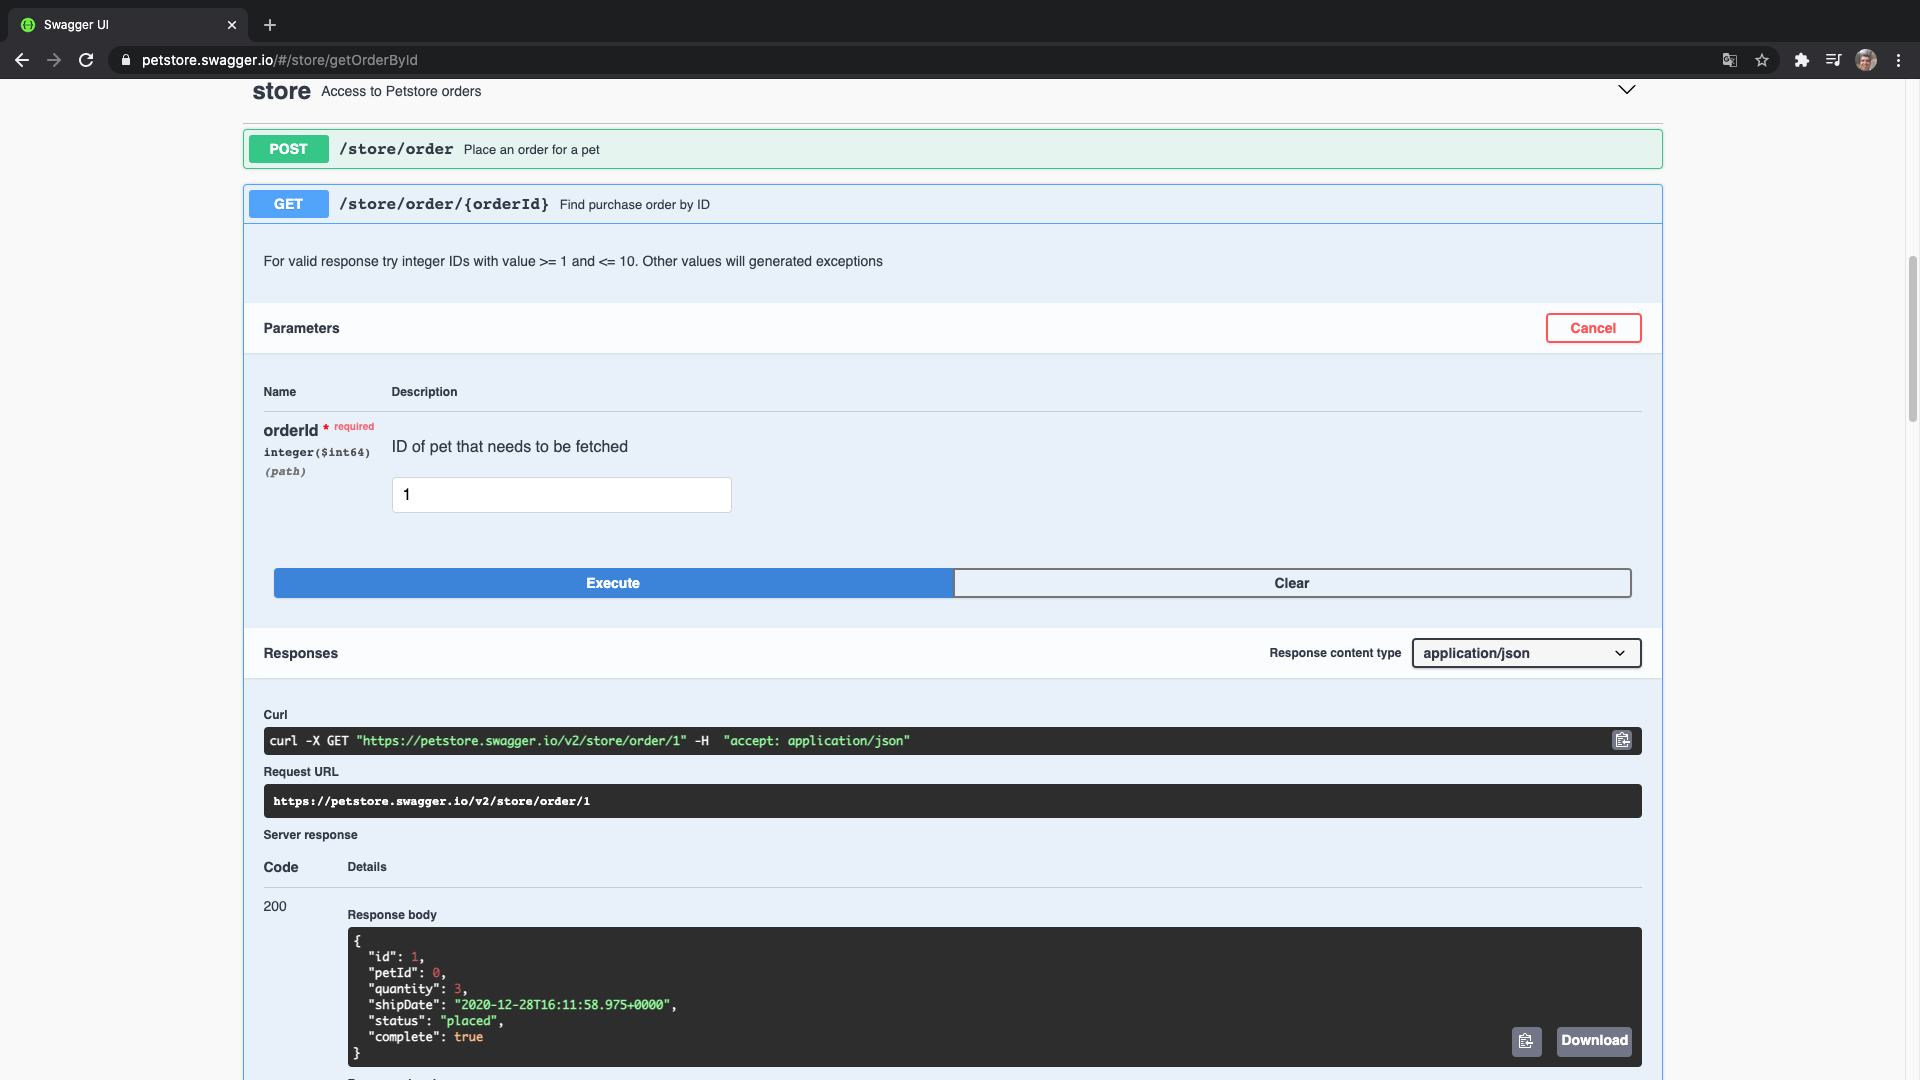 Swagger UI
petstore.swagger.io/#/store/getOrderById
store Access to Petstore orders
POST /store/order Place an order for a pet
GET /store/order/{orderId} Find purchase order by ID
For valid response try integer IDs with value >= 1 and <= 10. Other values will generated exceptions
Parameters Cancel
Name Description
orderId * required
integer($int64)
(path)
ID of pet that needs to be fetched
1
Execute Clear
Responses Response content type application/json
Curl
curl -X GET "https://petstore.swagger.io/v2/store/order/1" -H  "accept: application/json"
Request URL
https://petstore.swagger.io/v2/store/order/1
Server response
Code Details
200
Response body
{
  "id": 1,
  "petId": 0,
  "quantity": 3,
  "shipDate": "2020-12-28T16:11:58.975+0000",
  "status": "placed",
  "complete": true
}
Download